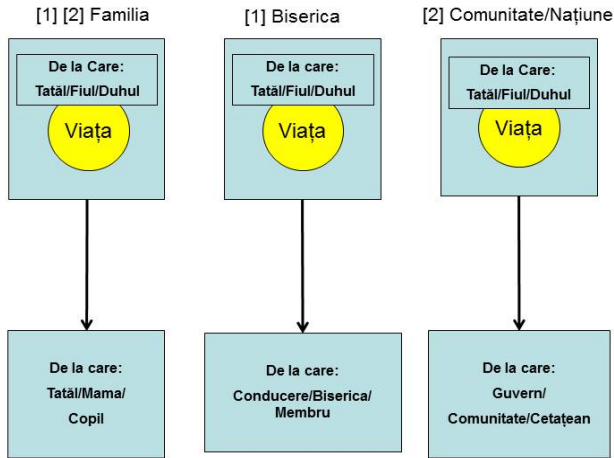 [1] [2] Familia
[1] Biserica
[2] Comunitate/Națiune
De la Care:
Tatăl/Fiul/Duhul
Viața
De la care:
Tatăl/Fiul/Duhul
Viața
De la Care:
Tatăl/Fiul/Duhul
Viața
De la care:
Tatăl/Mama/
Copil
De la care:
Conducere/Biserica/
Membru
De la care:
Guvern/
Comunitate/Cetațean